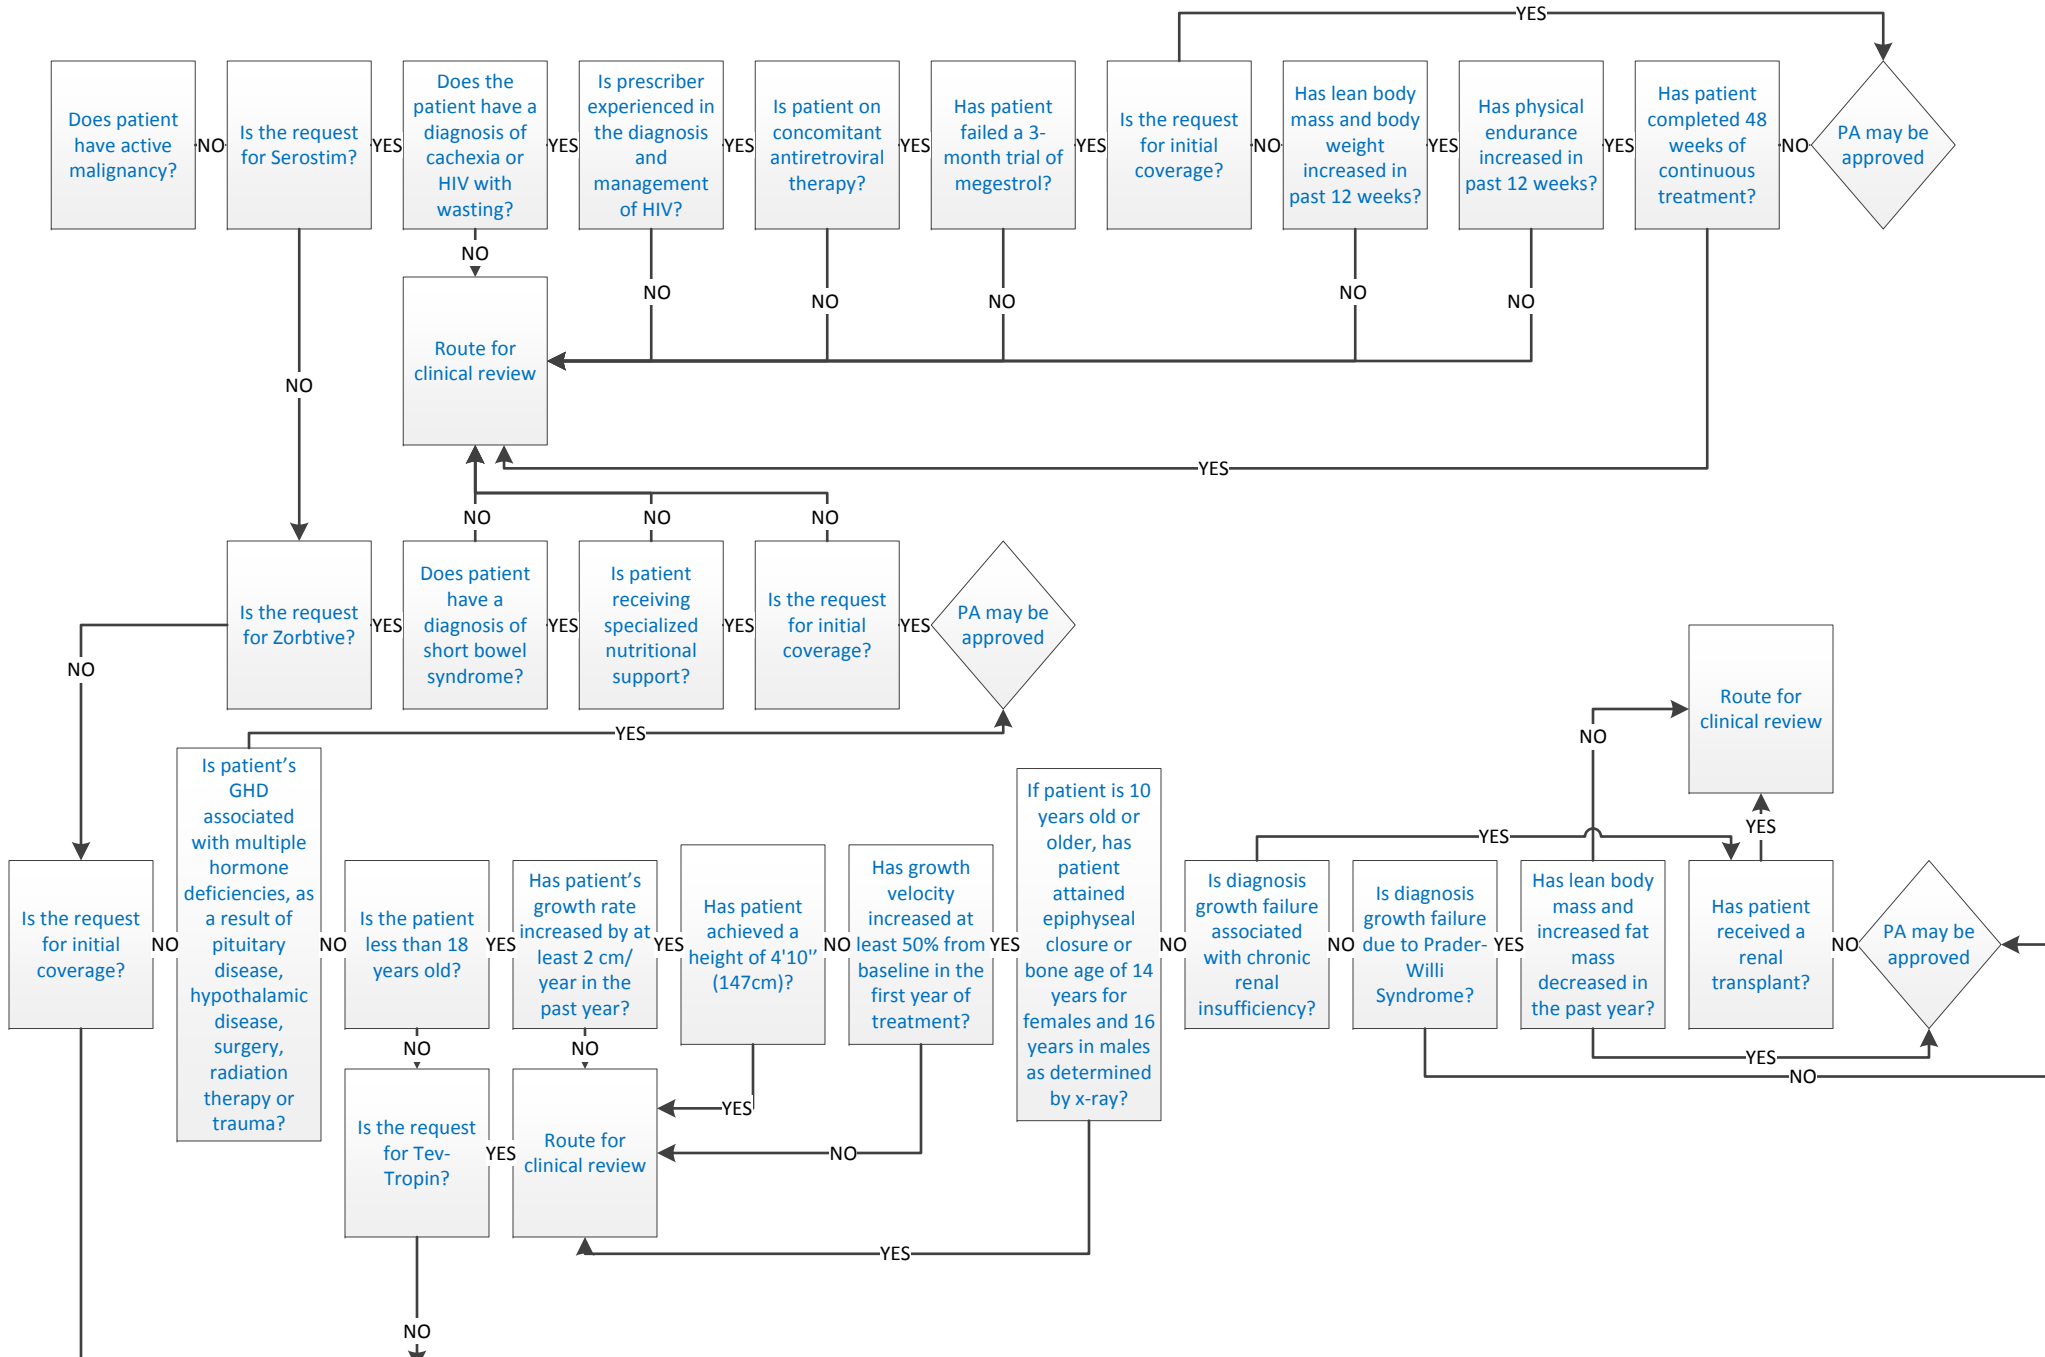 YES
Does patient
have active
malignancy?
NO
Is the request
for Serostim?
YES
Does the
patient have a
diagnosis of
cachexia or
HIV with
wasting?
YES
Is prescriber
experienced in
the diagnosis
and
management
of HIV?
YES
Is patient on
concomitant
antiretroviral
therapy?
YES
Has patient
failed a 3-
month trial of
megestrol?
YES
Is the request
for initial
coverage?
NO
Has lean body
mass and body
weight
increased in
past 12 weeks?
YES
Has physical
endurance
increased in
past 12 weeks?
YES
Has patient
completed 48
weeks of
continuous
treatment?
NO
PA may be
approved
NO
NO
NO
NO
NO
NO
Route for
clinical review
NO
YES
NO
NO
NO
Is the request
for Zorbtive?
YES
Does patient
have a
diagnosis of
short bowel
syndrome?
YES
Is patient
receiving
specialized
nutritional
support?
YES
Is the request
for initial
coverage?
YES
PA may be
approved
NO
YES
Route for
clinical review
NO
YES
YES
Is the request
for initial
coverage?
NO
Is patient's
GHD
associated
with multiple
hormone
deficiencies, as
a result of
pituitary
disease,
hypothalamic
disease,
surgery,
radiation
therapy or
trauma?
NO
Is the patient
less than 18
years old?
YES
Has patient's
growth rate
increased by at
least 2 cm/
year in the
past year?
YES
Has patient
achieved a
height of 4'10"
(147cm)?
NO
Has growth
velocity
increased at
least 50% from
baseline in the
first year of
treatment?
YES
If patient is 10
years old or
older, has
patient
attained
epiphyseal
closure or
bone age of 14
years for
females and 16
years in males
as determined
by x-ray?
NO
Is diagnosis
growth failure
associated
with chronic
renal
insufficiency?
NO
Is diagnosis
growth failure
due to Prader-
Willi
Syndrome?
YES
Has lean body
mass and
increased fat
mass
decreased in
the past year?
Has patient
received a
renal
transplant?
NO
PA may be
approved
NO
NO
YES
NO
YES
NO
Is the request
for Tev-
Tropin?
YES
Route for
clinical review
YES
NO